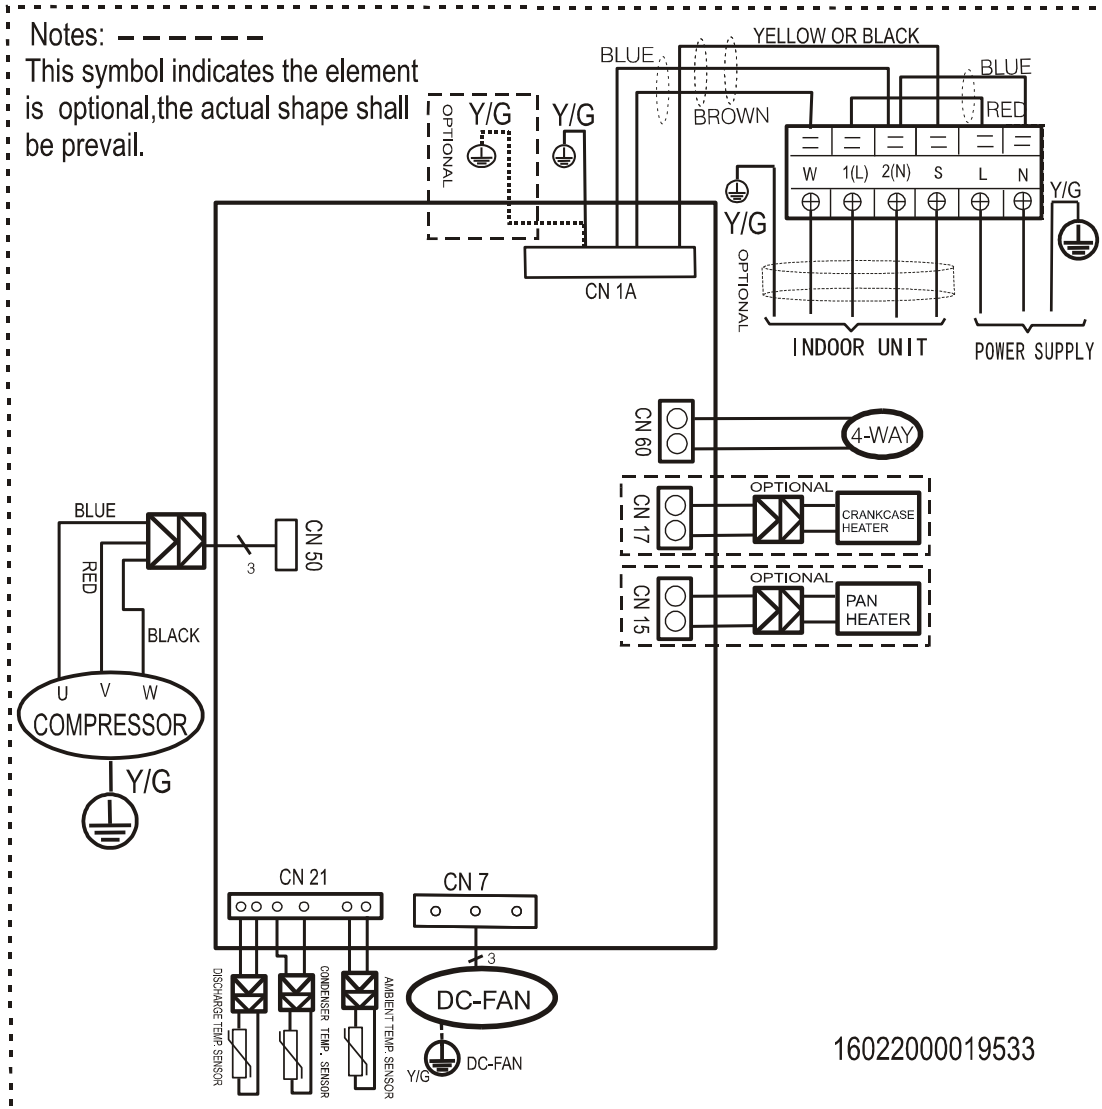 Notes:
This symbol indicates the element
is optional,the actual shape shall
be prevail.
YELLOW OR BLACK
BLUE
BLUE
BROWN
RED
OPTIONAL
Y/G
Y/G
W 1(L) 2(N) S L N
Y/G
Y/G
OPTIONAL
CN 1A
INDOOR UNIT
POWER SUPPLY
CN 60
4-WAY
OPTIONAL
CN 17
CRANKCASE
HEATER
OPTIONAL
CN 15
PAN
HEATER
BLUE
RED
BLACK
CN 50
3
U V W
COMPRESSOR
Y/G
CN 21
CN 7
3
DISCHARGE TEMP. SENSOR
CONDENSER TEMP. SENSOR
AMBIENT TEMP. SENSOR
DC-FAN
Y/G
DC-FAN
16022000019533